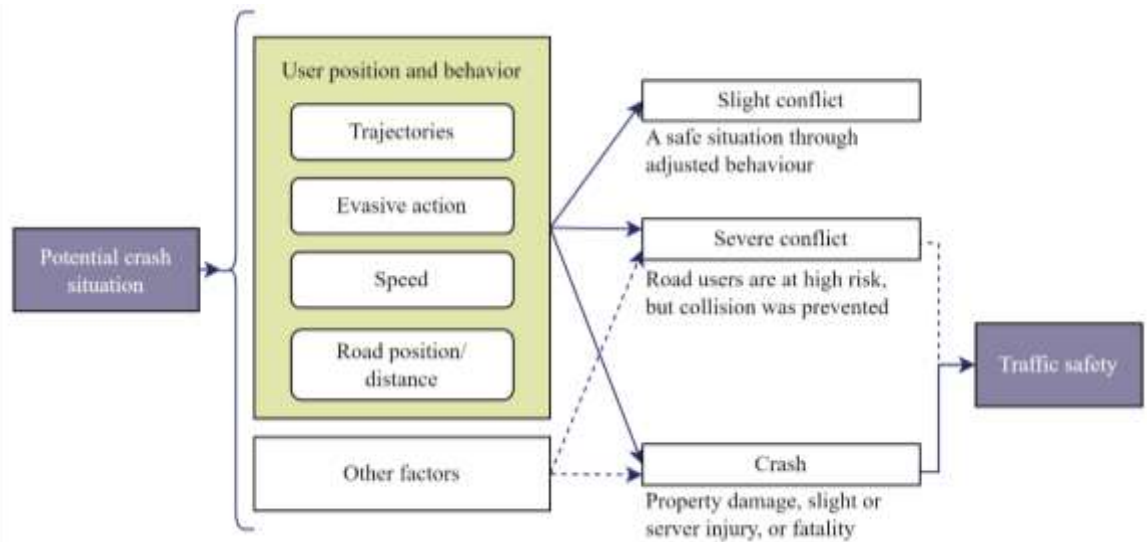 Potential crash
situation
User position and behavior
Trajectories
Evasive action
Speed
Road position/
distance
Other factors
Slight conflict
A safe situation through
adjusted behaviour
Severe conflict
Road users are at high risk,
but collision was prevented
Crash
Property damage, slight or
server injury, or fatality
Traffic safety